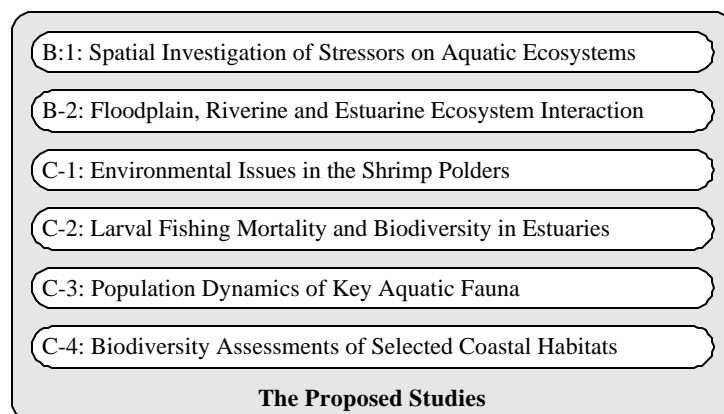 B:1: Spatial Investigation of Stressors on Aquatic Ecosystems
B-2: Floodplain, Riverine and Estuarine Ecosystem Interaction
C-1: Environmental Issues in the Shrimp Polders
C-2: Larval Fishing Mortality and Biodiversity in Estuaries
C-3: Population Dynamics of Key Aquatic Fauna
C-4: Biodiversity Assessments of Selected Coastal Habitats
The Proposed Studies